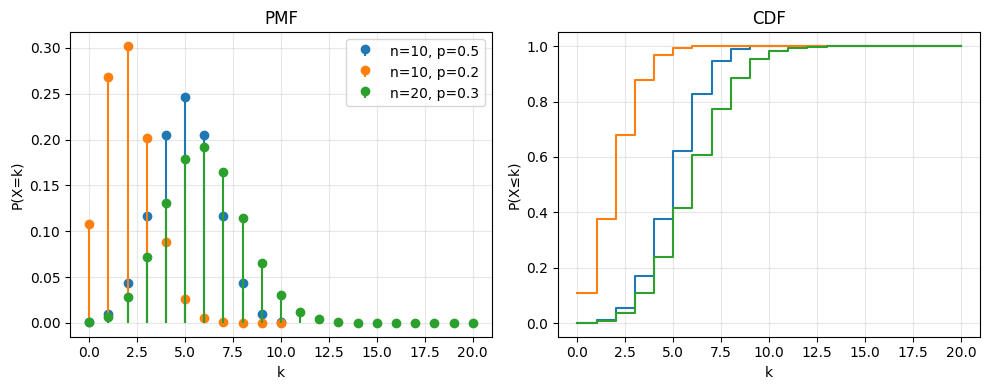 PMF
P(X=k)
0.30
0.25
0.20
0.15
0.10
0.05
0.00
n=10, p=0.5
n=10, p=0.2
n=20, p=0.3
0.0 2.5 5.0 7.5 10.0 12.5 15.0 17.5 20.0
k
CDF
P(X≤k)
1.0
0.8
0.6
0.4
0.2
0.0
0.0 2.5 5.0 7.5 10.0 12.5 15.0 17.5 20.0
k